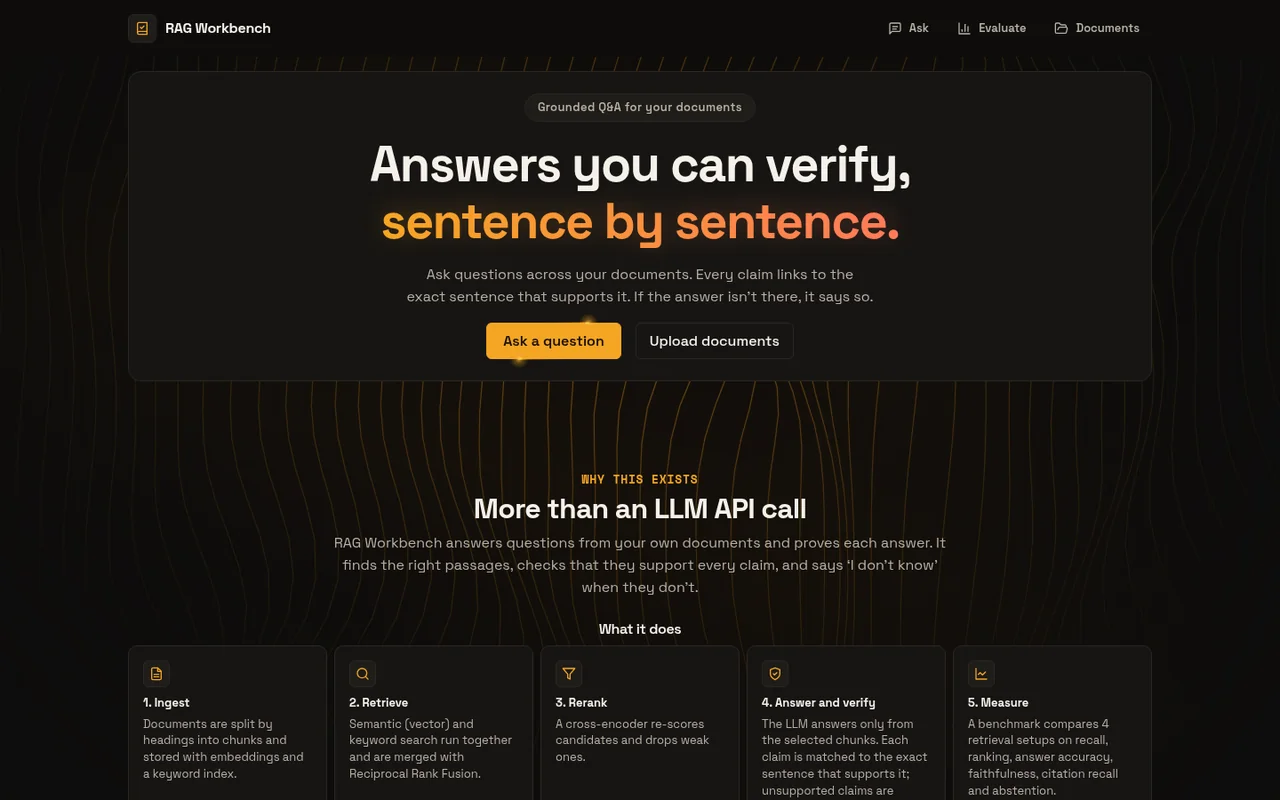 RAG Workbench
Ask
Evaluate
Documents
Grounded Q&A for your documents
Answers you can verify,
sentence by sentence.
Ask questions across your documents. Every claim links to the
exact sentence that supports it. If the answer isn’t there, it says so.
Ask a question
Upload documents
WHY THIS EXISTS
More than an LLM API call
RAG Workbench answers questions from your own documents and proves each answer. It
finds the right passages, checks that they support every claim, and says ‘I don’t know’
when they don’t.
What it does
1. Ingest
Documents are split by
headings into chunks and
stored with embeddings and
a keyword index.
2. Retrieve
Semantic (vector) and
keyword search run together
and are merged with
Reciprocal Rank Fusion.
3. Rerank
A cross-encoder re-scores
candidates and drops weak
ones.
4. Answer and verify
The LLM answers only from
the selected chunks. Each
claim is matched to the exact
sentence that supports it;
unsupported claims are
5. Measure
A benchmark compares 4
retrieval setups on recall,
ranking, answer accuracy,
faithfulness, citation recall
and abstention.